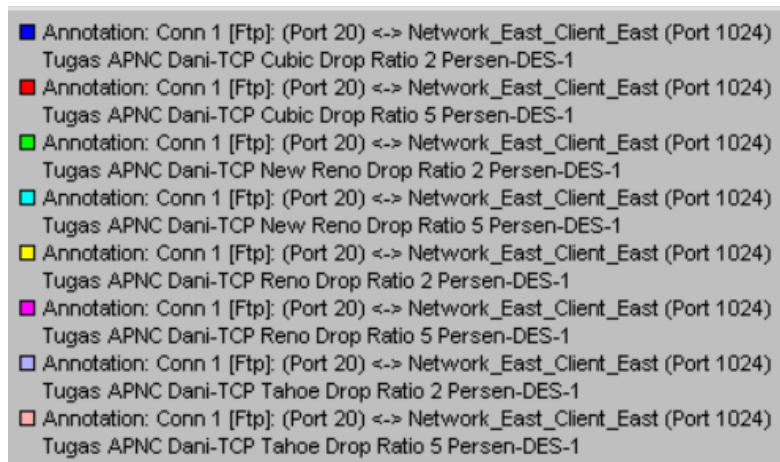 Annotation: Conn 1 [Ftp]: (Port 20) <-> Network_East_Client_East (Port 1024)
Tugas APNC Dani-TCP Cubic Drop Ratio 2 Persen-DES-1
Annotation: Conn 1 [Ftp]: (Port 20) <-> Network_East_Client_East (Port 1024)
Tugas APNC Dani-TCP Cubic Drop Ratio 5 Persen-DES-1
Annotation: Conn 1 [Ftp]: (Port 20) <-> Network_East_Client_East (Port 1024)
Tugas APNC Dani-TCP New Reno Drop Ratio 2 Persen-DES-1
Annotation: Conn 1 [Ftp]: (Port 20) <-> Network_East_Client_East (Port 1024)
Tugas APNC Dani-TCP New Reno Drop Ratio 5 Persen-DES-1
Annotation: Conn 1 [Ftp]: (Port 20) <-> Network_East_Client_East (Port 1024)
Tugas APNC Dani-TCP Reno Drop Ratio 2 Persen-DES-1
Annotation: Conn 1 [Ftp]: (Port 20) <-> Network_East_Client_East (Port 1024)
Tugas APNC Dani-TCP Reno Drop Ratio 5 Persen-DES-1
Annotation: Conn 1 [Ftp]: (Port 20) <-> Network_East_Client_East (Port 1024)
Tugas APNC Dani-TCP Tahoe Drop Ratio 2 Persen-DES-1
Annotation: Conn 1 [Ftp]: (Port 20) <-> Network_East_Client_East (Port 1024)
Tugas APNC Dani-TCP Tahoe Drop Ratio 5 Persen-DES-1